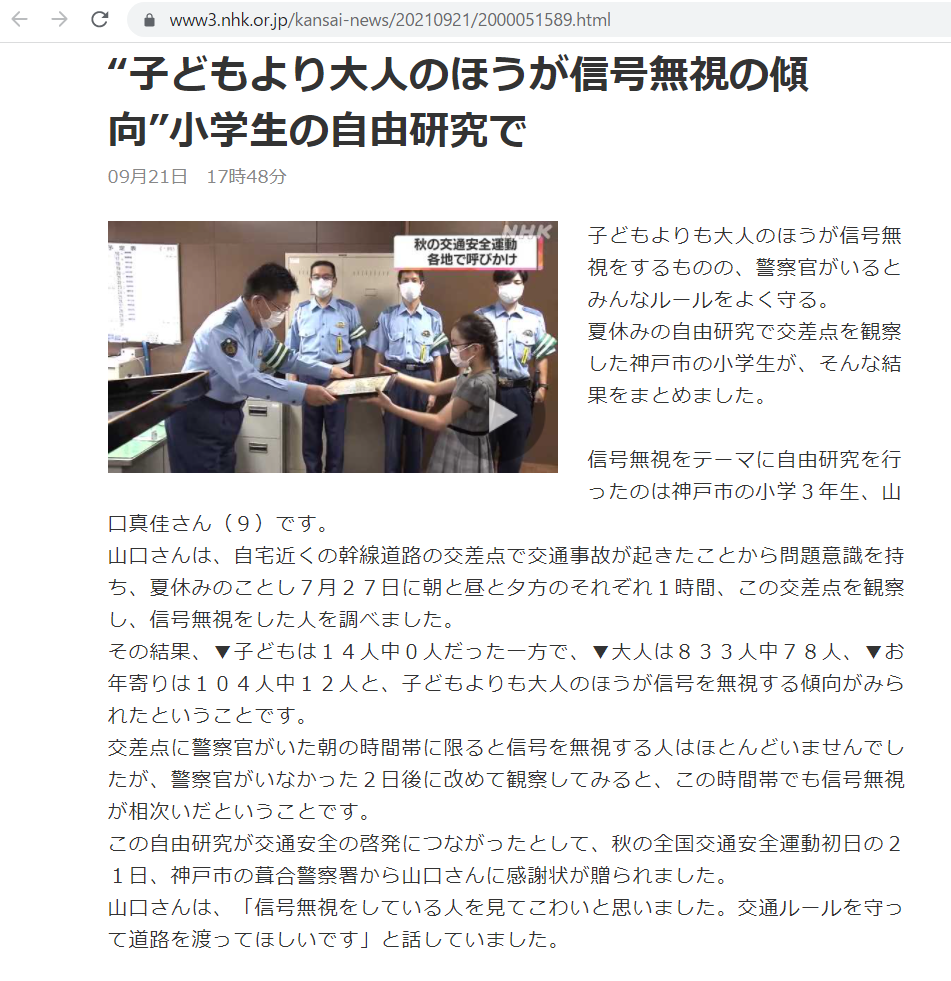 www3.nhk.or.jp/kansai-news/20210921/2000051589.html
“子どもより大人のほうが信号無視の傾
向”小学生の自由研究で
09月21日　17時48分
NHK
秋の交通安全運動
各地で呼びかけ
子どもよりも大人のほうが信号無
視をするものの、警察官がいると
みんなルールをよく守る。
夏休みの自由研究で交差点を観察
した神戸市の小学生が、そんな結
果をまとめました。
信号無視をテーマに自由研究を行
ったのは神戸市の小学３年生、山
口真佳さん（９）です。
山口さんは、自宅近くの幹線道路の交差点で交通事故が起きたことから問題意識を持
ち、夏休みのことし７月２７日に朝と昼と夕方のそれぞれ１時間、この交差点を観察
し、信号無視をした人を調べました。
その結果、▼子どもは１４人中０人だった一方で、▼大人は８３３人中７８人、▼お
年寄りは１０４人中１２人と、子どもよりも大人のほうが信号を無視する傾向がみら
れたということです。
交差点に警察官がいた朝の時間帯に限ると信号を無視する人はほとんどいませんでし
たが、警察官がいなかった２日後に改めて観察してみると、この時間帯でも信号無視
が相次いだということです。
この自由研究が交通安全の啓発につながったとして、秋の全国交通安全運動初日の２
１日、神戸市の葺合警察署から山口さんに感謝状が贈られました。
山口さんは、「信号無視をしている人を見てこわいと思いました。交通ルールを守っ
て道路を渡ってほしいです」と話していました。